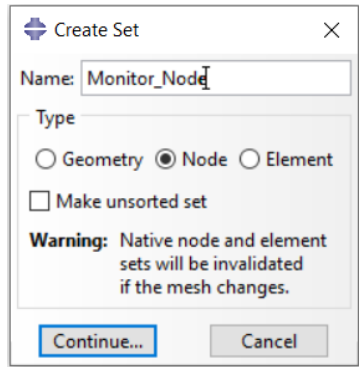 Create Set
Name: Monitor_Node
Type
Geometry Node Element
Make unsorted set
Warning: Native node and element
sets will be invalidated
if the mesh changes.
Continue... Cancel